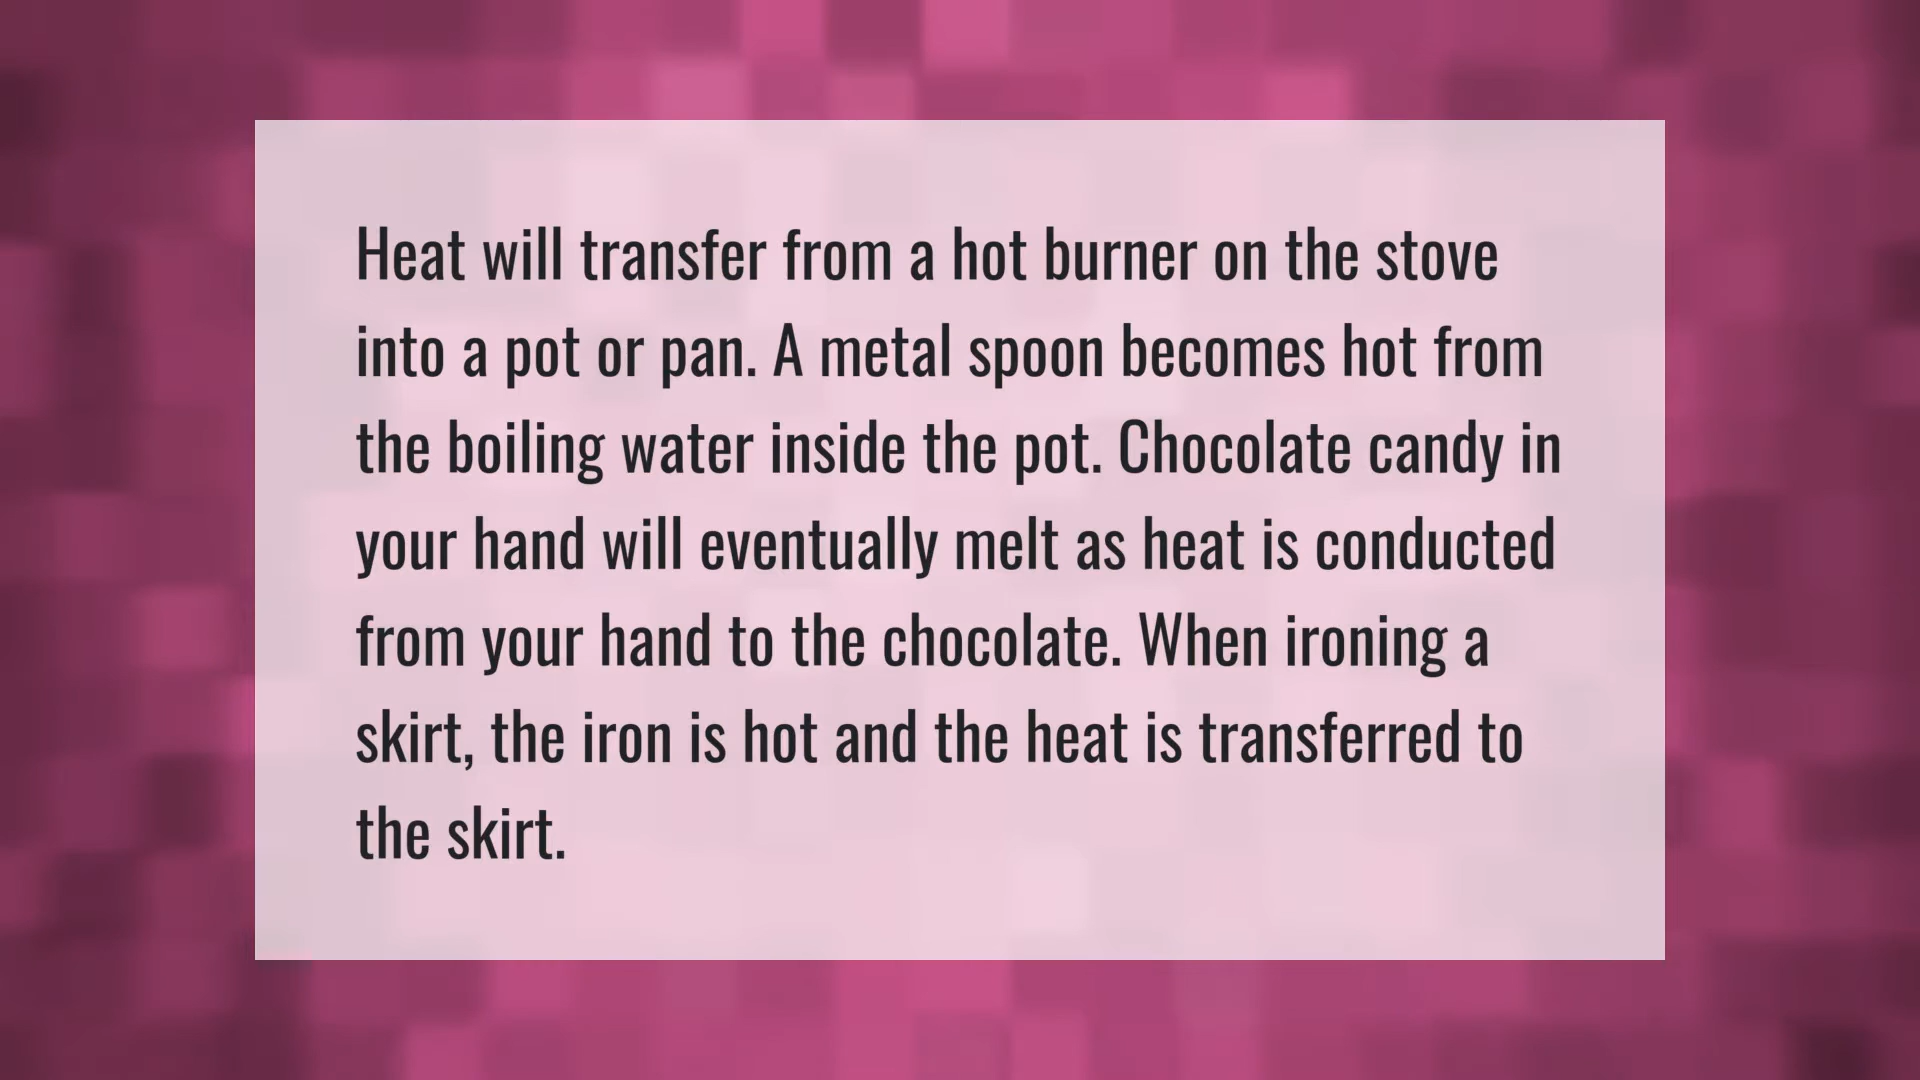 Heat will transfer from a hot burner on the stove
into a pot or pan. A metal spoon becomes hot from
the boiling water inside the pot. Chocolate candy in
your hand will eventually melt as heat is conducted
from your hand to the chocolate. When ironing a
skirt, the iron is hot and the heat is transferred to
the skirt.